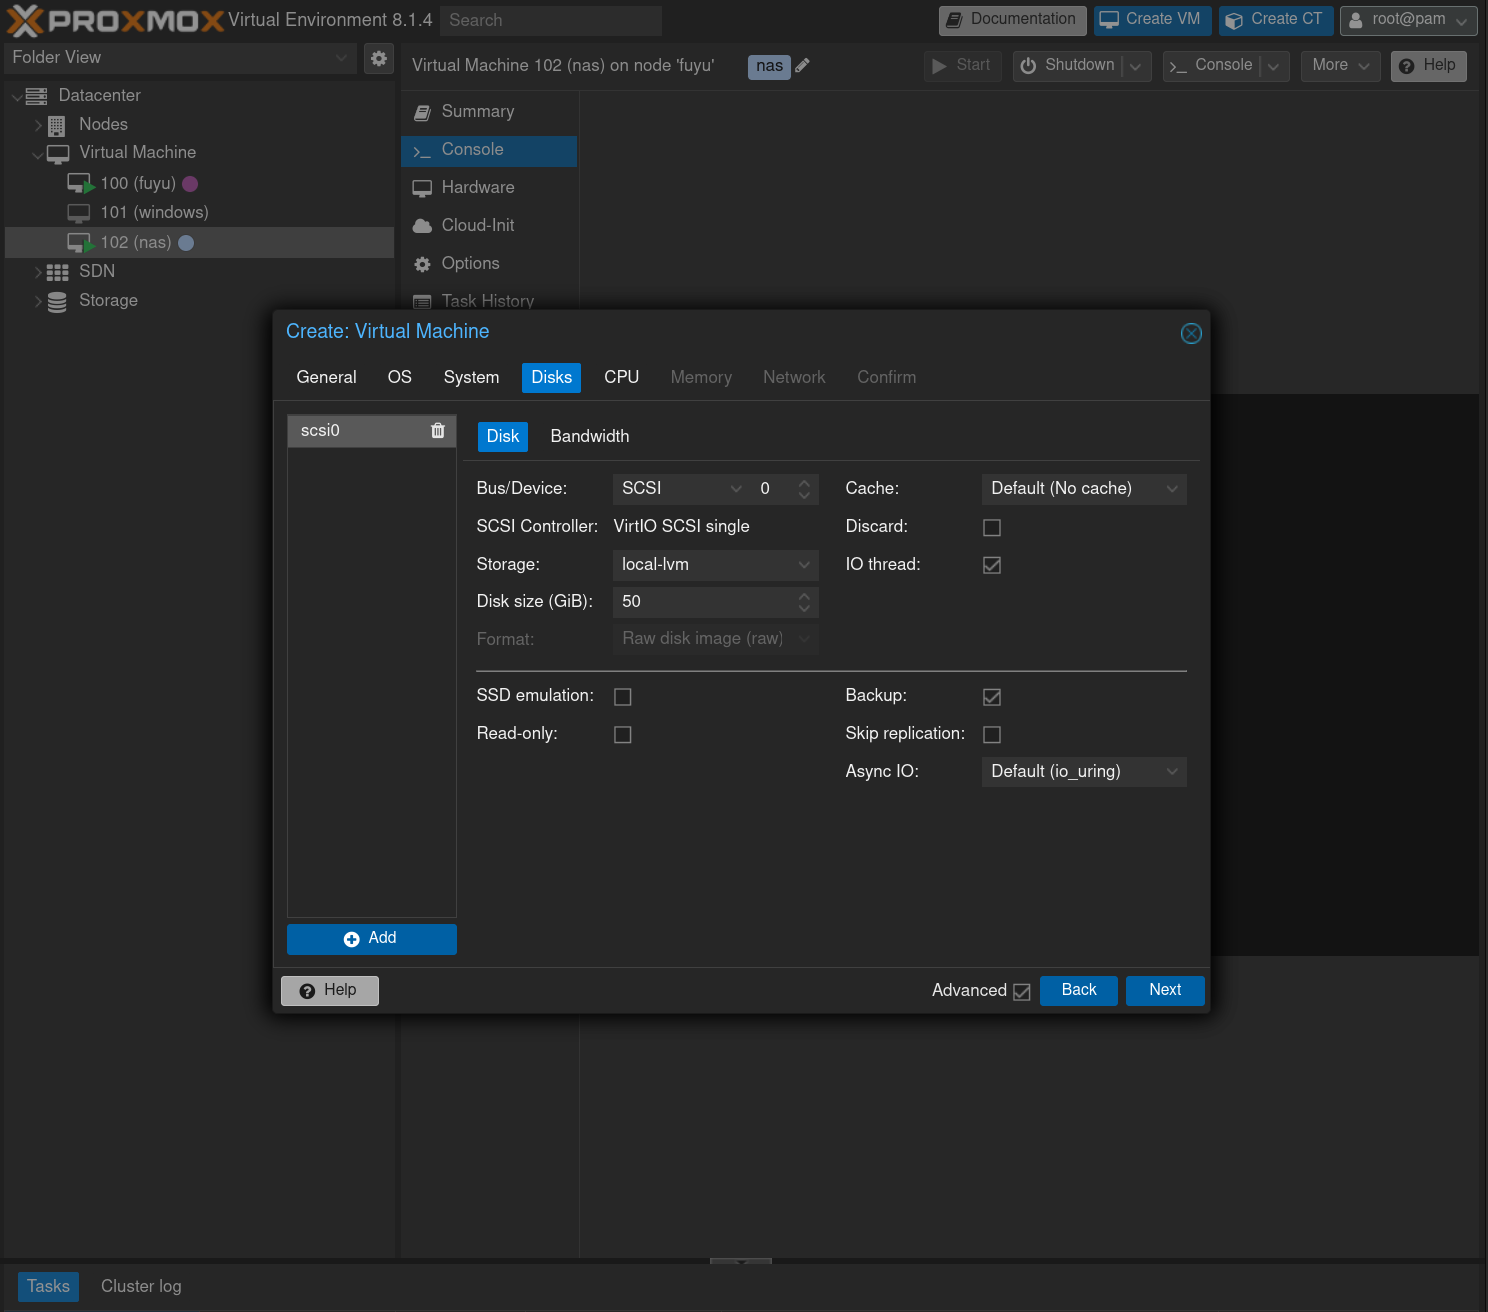 PROXMOX Virtual Environment 8.1.4 Search Documentation Create VM Create CT root@pam
Folder View
Virtual Machine 102 (nas) on node 'fuyu' nas Start Shutdown Console More Help
Datacenter
Nodes
Virtual Machine
100 (fuyu)
101 (windows)
102 (nas)
SDN
Storage
Summary
Console
Hardware
Cloud-Init
Options
Task History
Create: Virtual Machine
General OS System Disks CPU Memory Network Confirm
scsi0
Disk Bandwidth
Bus/Device: SCSI 0 Cache: Default (No cache)
SCSI Controller: VirtIO SCSI single Discard:
Storage: local-lvm IO thread:
Disk size (GiB): 50
Format: Raw disk image (raw)
SSD emulation: Backup:
Read-only: Skip replication:
Async IO: Default (io_uring)
Add
Help Advanced Back Next
Tasks Cluster log